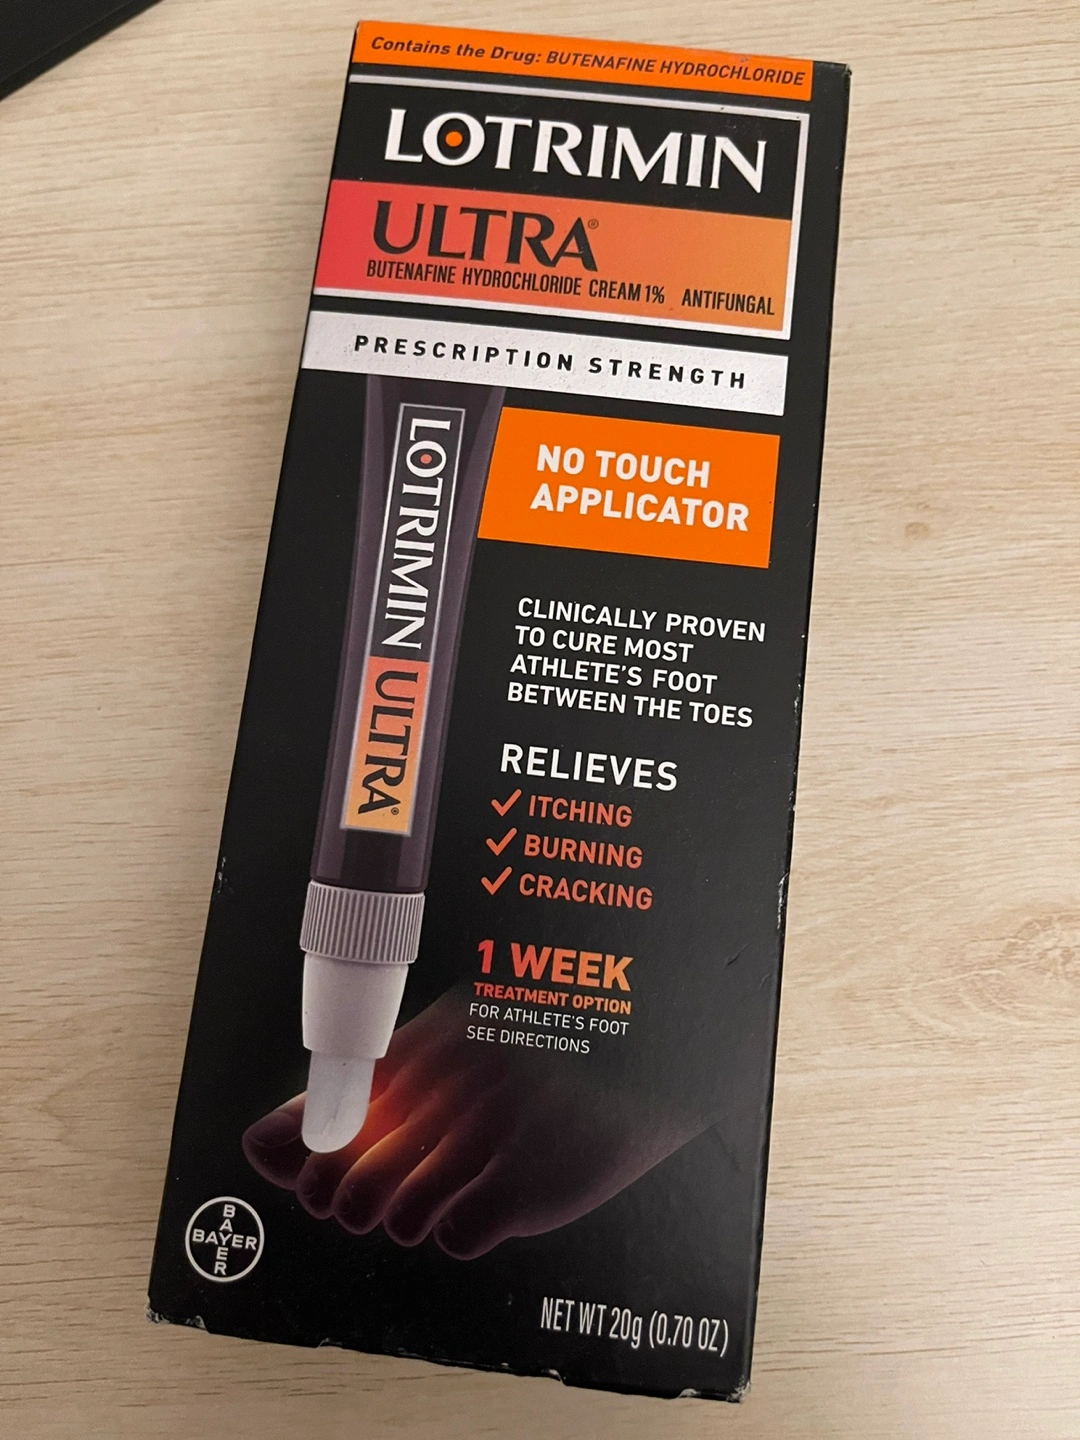 Contains the Drug: BUTENAFINE HYDROCHLORIDE
LOTRIMIN
ULTRA®
BUTENAFINE HYDROCHLORIDE CREAM 1% ANTIFUNGAL
PRESCRIPTION STRENGTH
LOTRIMIN ULTRA®
NO TOUCH
APPLICATOR
CLINICALLY PROVEN
TO CURE MOST
ATHLETE'S FOOT
BETWEEN THE TOES
RELIEVES
✓ ITCHING
✓ BURNING
✓ CRACKING
1 WEEK
TREATMENT OPTION
FOR ATHLETE'S FOOT
SEE DIRECTIONS
BAYER
BAYER
NET WT 20g (0.70 OZ)